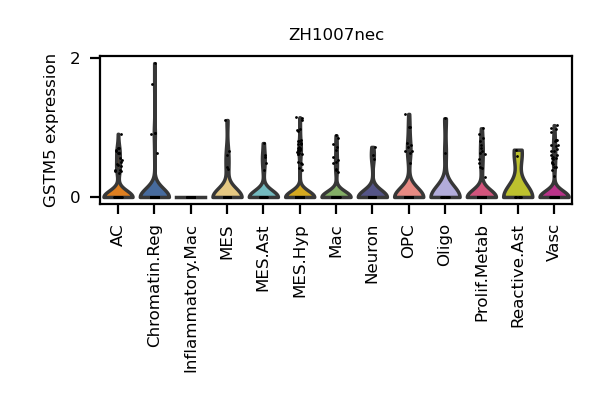 ZH1007nec
GSTM5 expression
2
0
AC
Chromatin.Reg
Inflammatory.Mac
MES
MES.Ast
MES.Hyp
Mac
Neuron
OPC
Oligo
Prolif.Metab
Reactive.Ast
Vasc